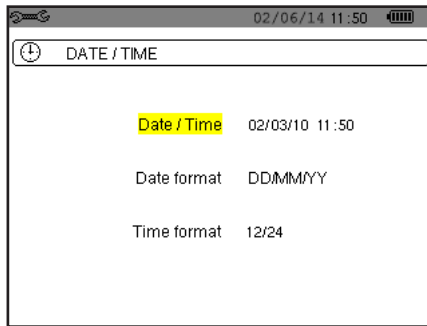 02/06/14 11:50
DATE / TIME
Date / Time 02/03/10 11:50
Date format DD/MM/YY
Time format 12/24